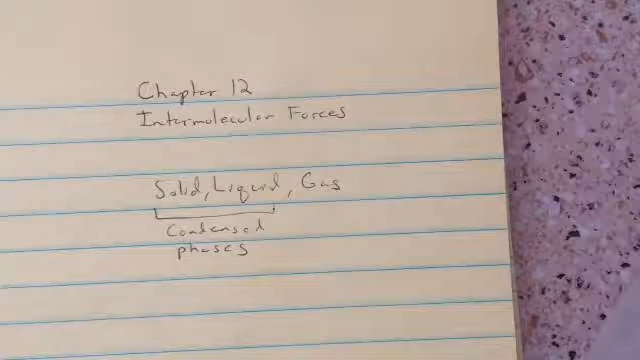 Chapter 12
Intermolecular Forces
Solid, Liquid, Gas
Condensed
phases